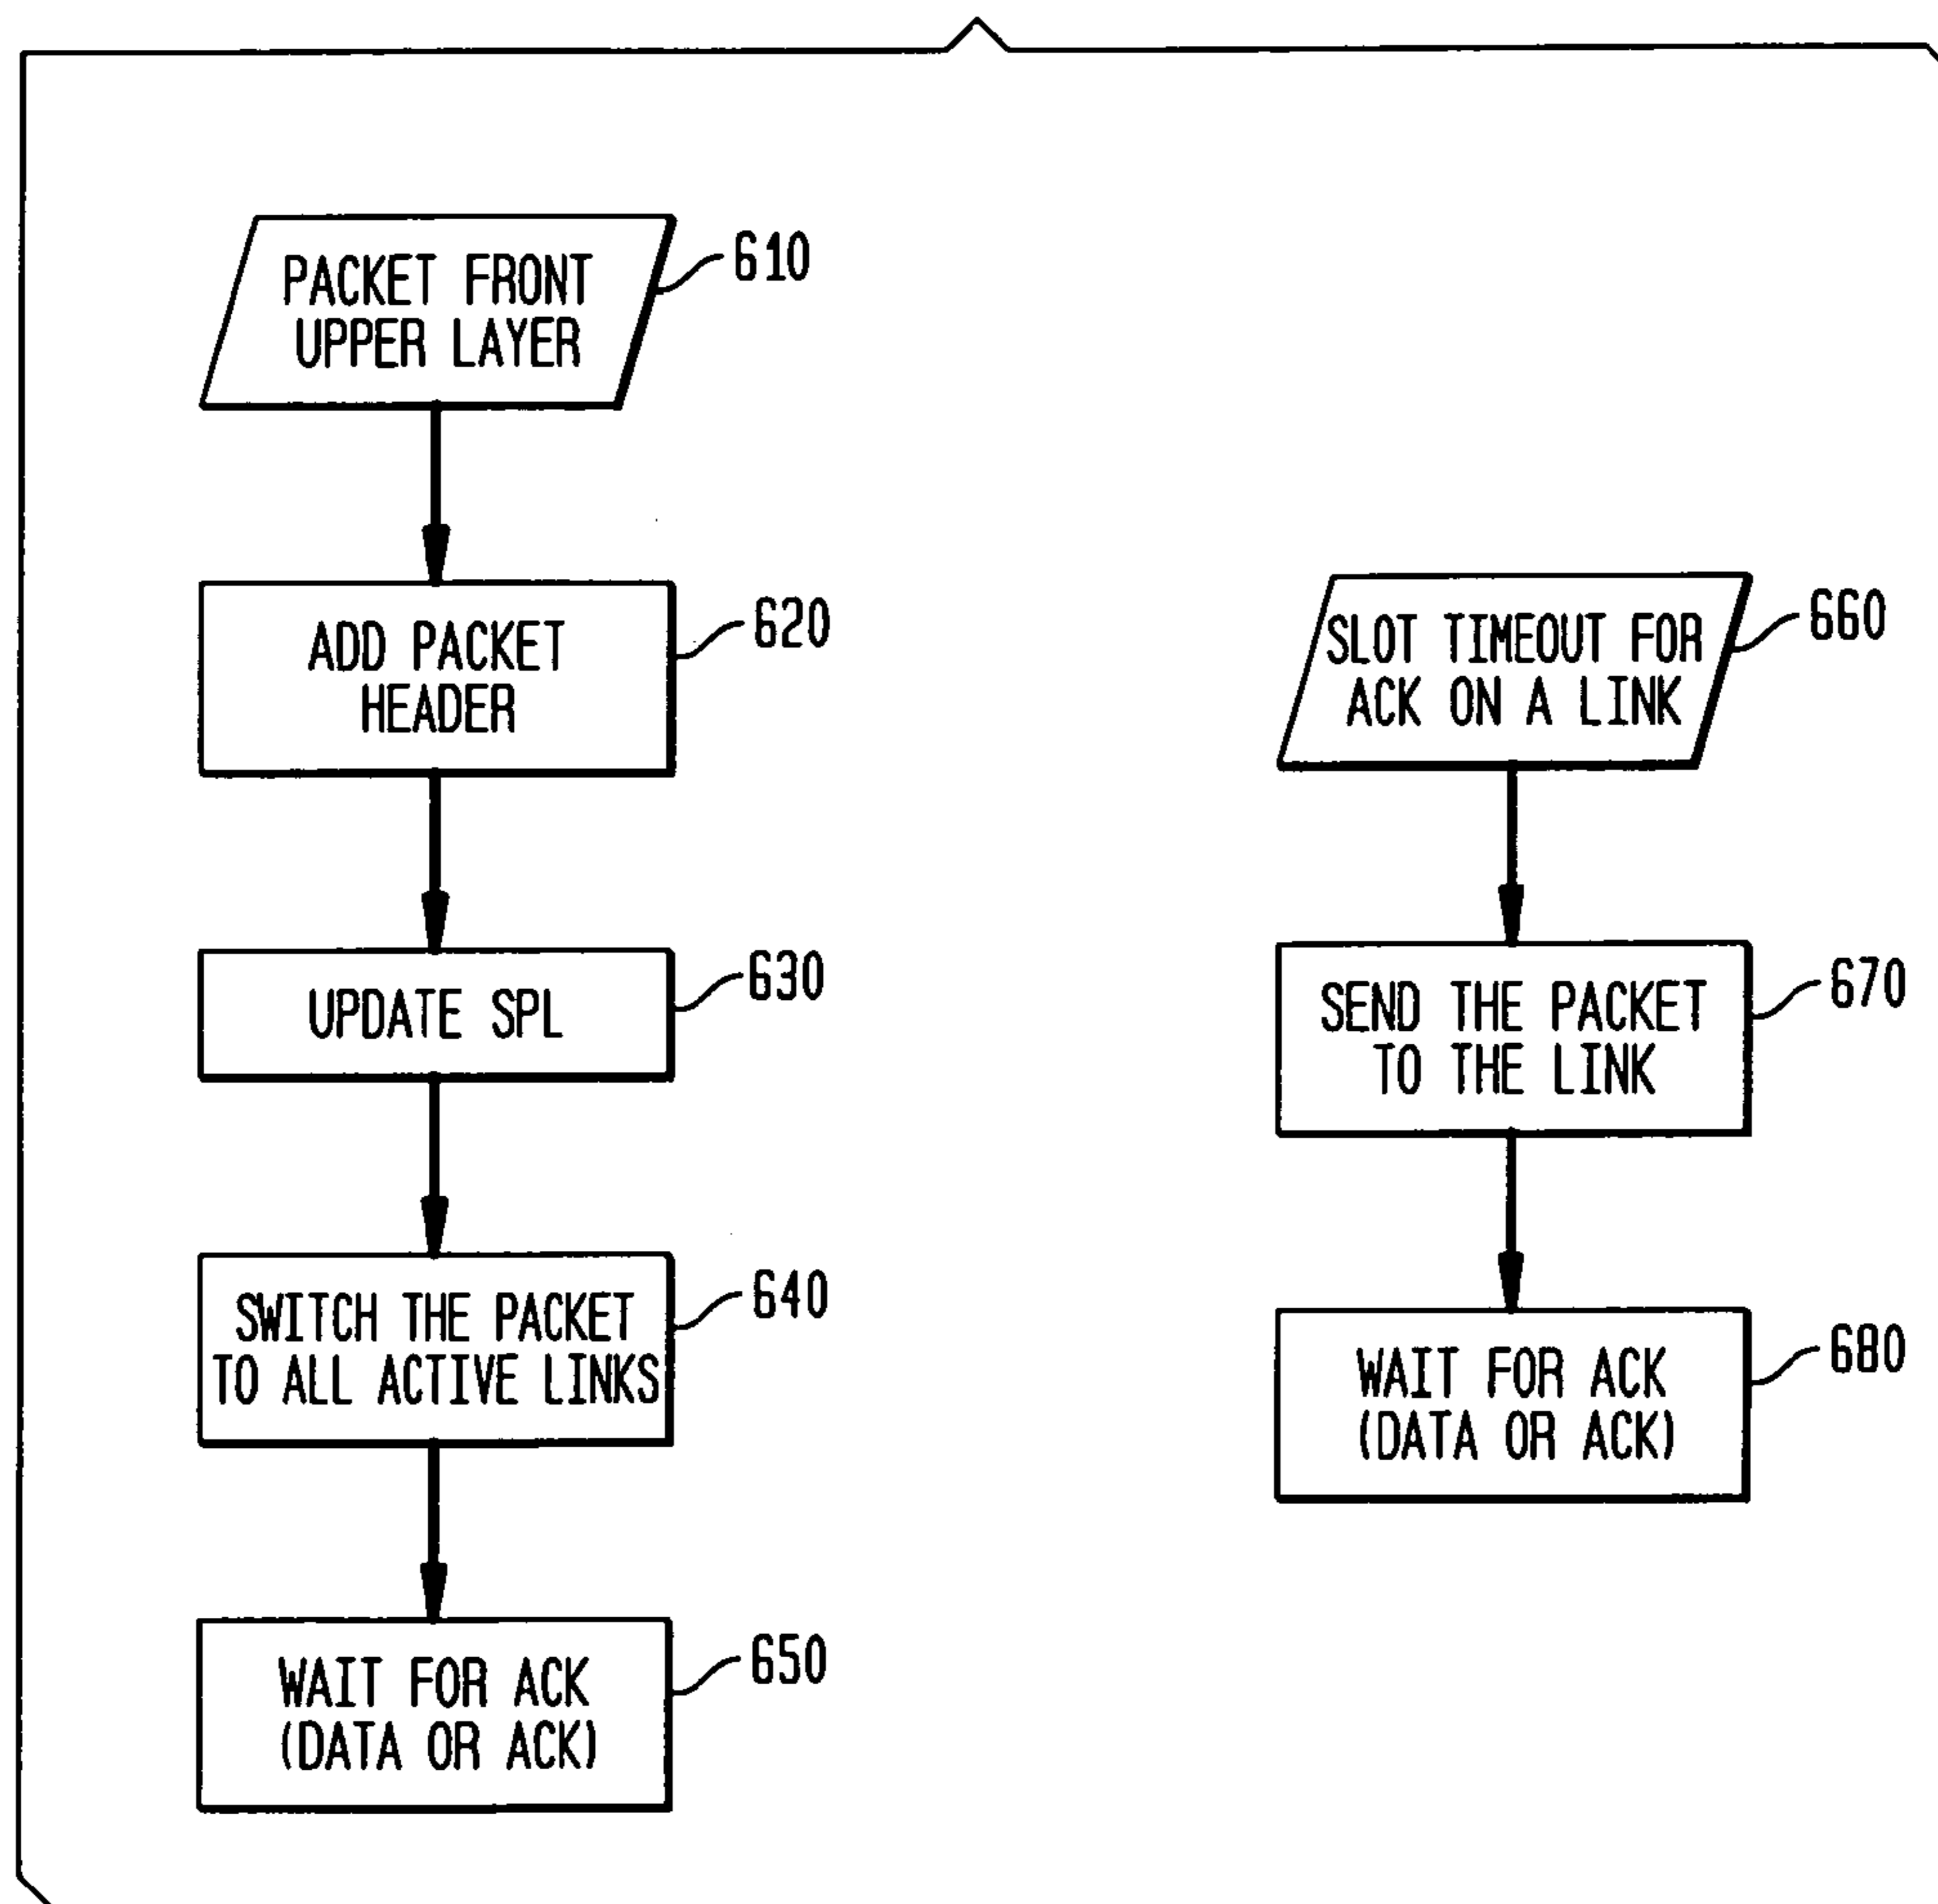 PACKET FRONT
UPPER LAYER
610
ADD PACKET
HEADER
620
UPDATE SPL
630
SWITCH THE PACKET
TO ALL ACTIVE LINKS
640
WAIT FOR ACK
(DATA OR ACK)
650
SLOT TIMEOUT FOR
ACK ON A LINK
660
SEND THE PACKET
TO THE LINK
670
WAIT FOR ACK
(DATA OR ACK)
680